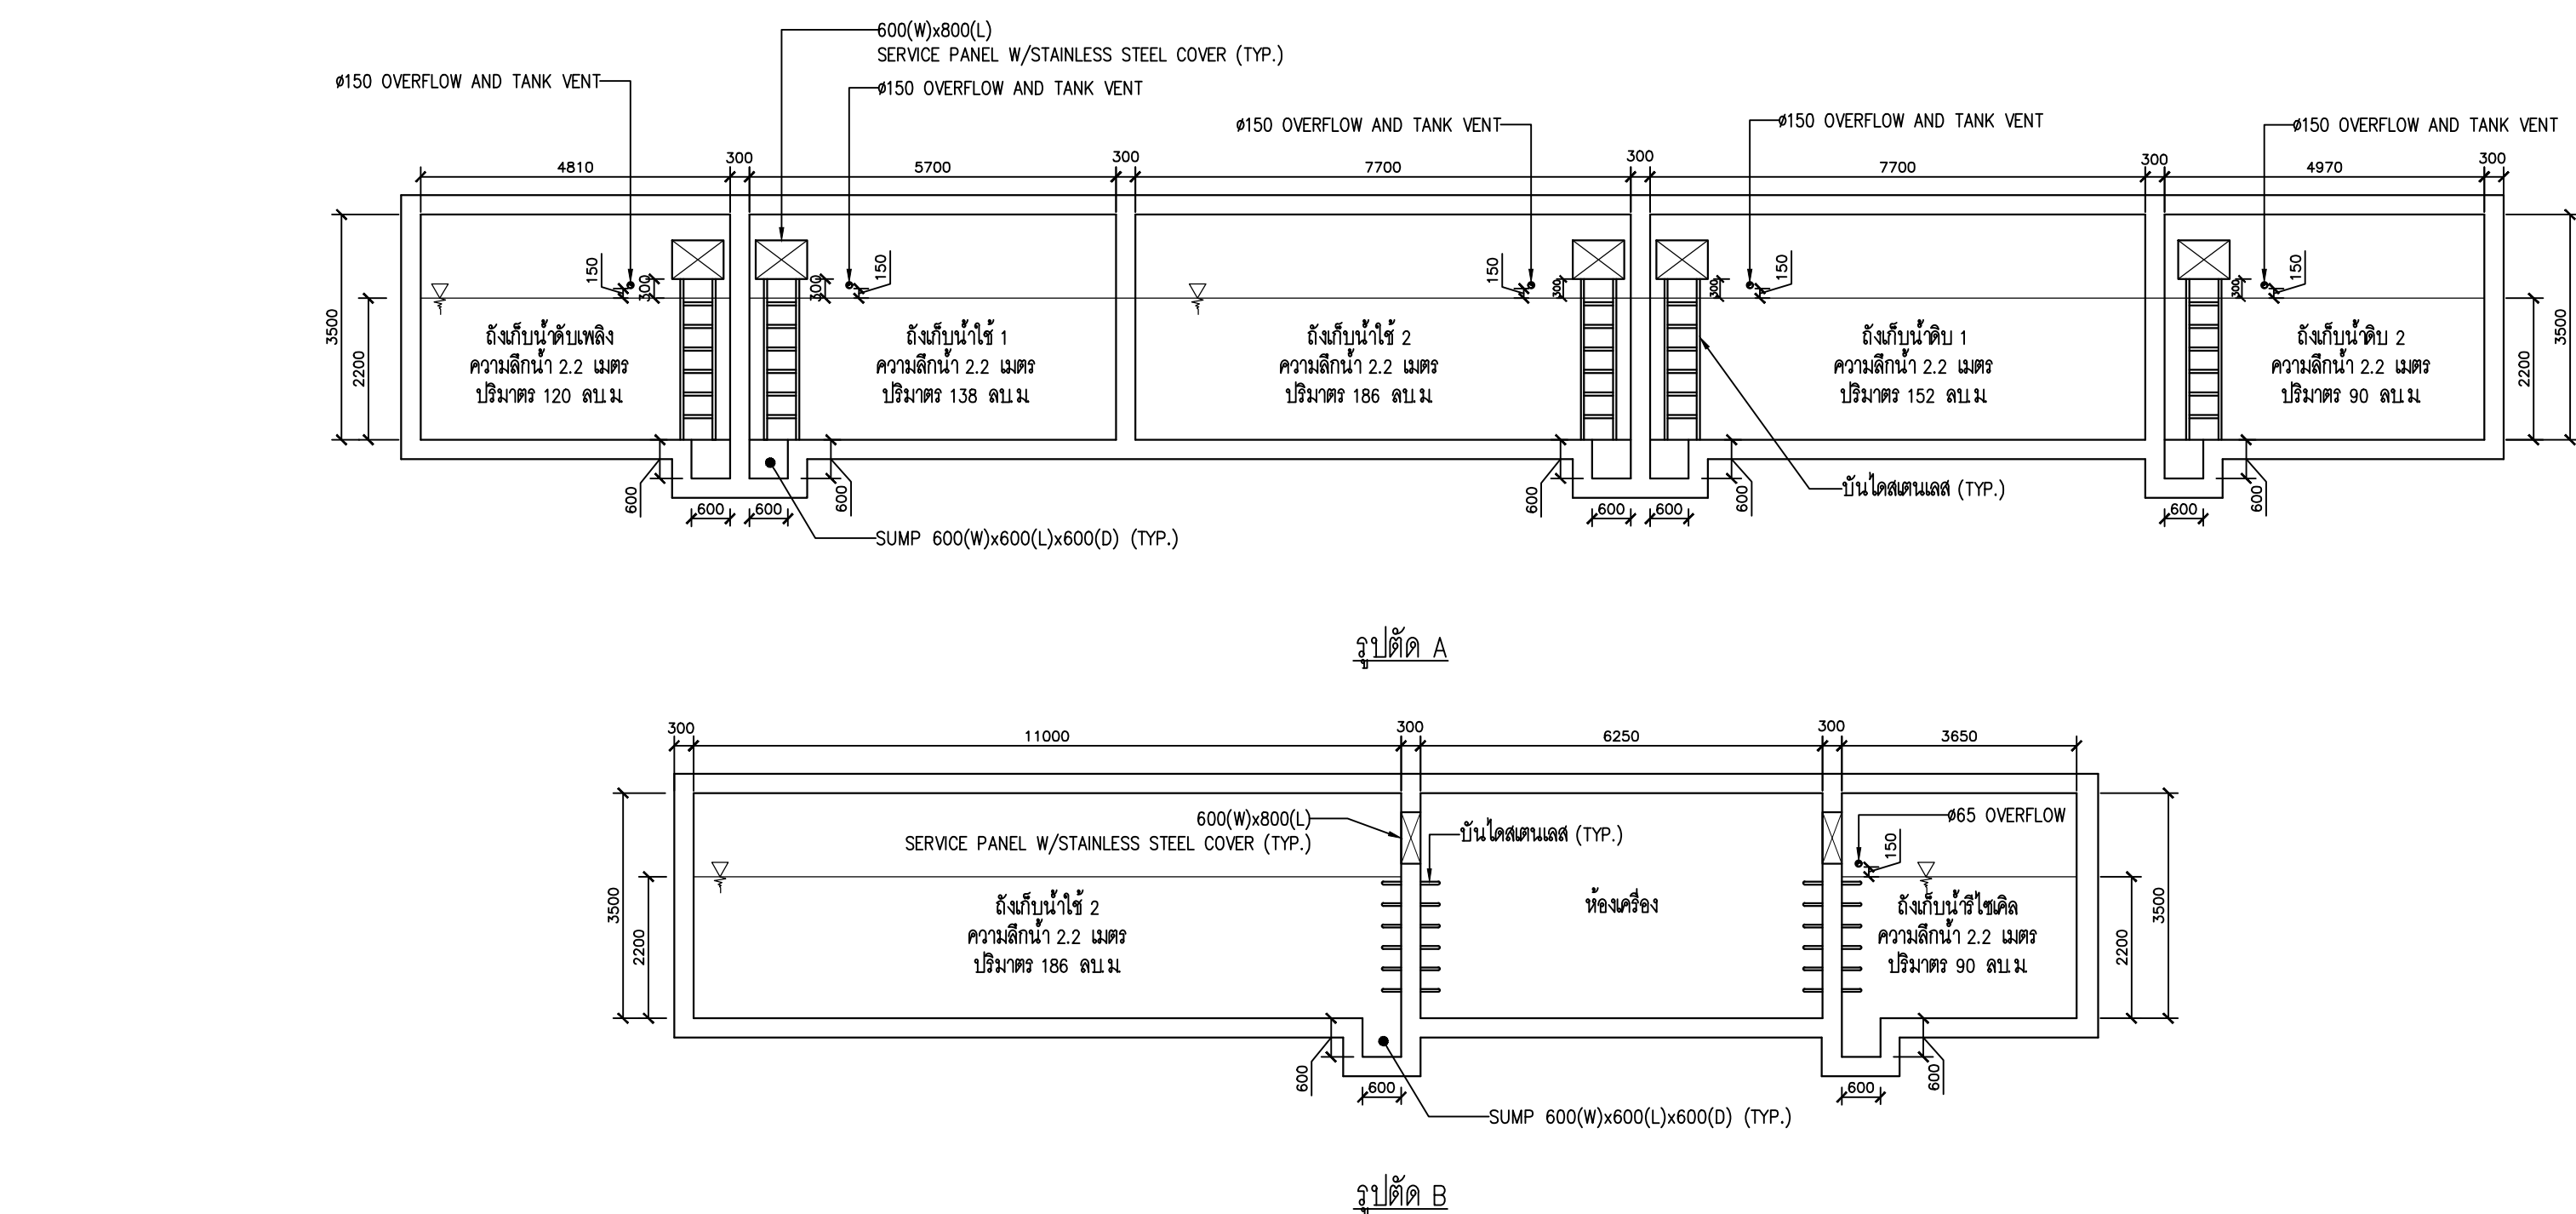 600(W)x800(L)
SERVICE PANEL W/STAINLESS STEEL COVER (TYP.)
ø150 OVERFLOW AND TANK VENT
ø150 OVERFLOW AND TANK VENT
ø150 OVERFLOW AND TANK VENT
ø150 OVERFLOW AND TANK VENT
ø150 OVERFLOW AND TANK VENT
4810 300 5700 300 7700 300 7700 300 4970 300
150 300 300 150 150 300 300 150 300 150
3500 2200
ถังเก็บน้ำดับเพลิง
ความลึกน้ำ 2.2 เมตร
ปริมาตร 120 ลบ.ม.
ถังเก็บน้ำใช้ 1
ความลึกน้ำ 2.2 เมตร
ปริมาตร 138 ลบ.ม.
ถังเก็บน้ำใช้ 2
ความลึกน้ำ 2.2 เมตร
ปริมาตร 186 ลบ.ม.
ถังเก็บน้ำดิบ 1
ความลึกน้ำ 2.2 เมตร
ปริมาตร 152 ลบ.ม.
ถังเก็บน้ำดิบ 2
ความลึกน้ำ 2.2 เมตร
ปริมาตร 90 ลบ.ม.
2200 3500
บันไดสเตนเลส (TYP.)
600 600 600 600 600
600 600 600 600 600
SUMP 600(W)x600(L)x600(D) (TYP.)
รูปตัด A
300 11000 300 6250 300 3650
600(W)x800(L)
SERVICE PANEL W/STAINLESS STEEL COVER (TYP.)
บันไดสเตนเลส (TYP.)
ø65 OVERFLOW
150
3500 2200
ถังเก็บน้ำใช้ 2
ความลึกน้ำ 2.2 เมตร
ปริมาตร 186 ลบ.ม.
ห้องเครื่อง
ถังเก็บน้ำรีไซเคิล
ความลึกน้ำ 2.2 เมตร
ปริมาตร 90 ลบ.ม.
2200 3500
600 600
600 600
SUMP 600(W)x600(L)x600(D) (TYP.)
รูปตัด B